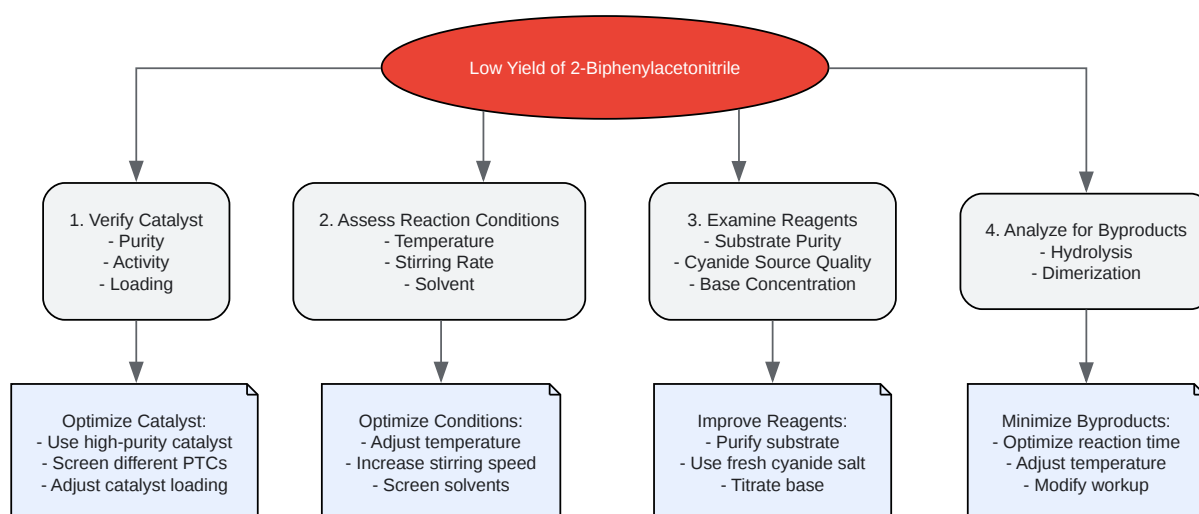 Low Yield of 2-Biphenylacetonitrile
1. Verify Catalyst
- Purity
- Activity
- Loading
2. Assess Reaction Conditions
- Temperature
- Stirring Rate
- Solvent
3. Examine Reagents
- Substrate Purity
- Cyanide Source Quality
- Base Concentration
4. Analyze for Byproducts
- Hydrolysis
- Dimerization
Optimize Catalyst:
- Use high-purity catalyst
- Screen different PTCs
- Adjust catalyst loading
Optimize Conditions:
- Adjust temperature
- Increase stirring speed
- Screen solvents
Improve Reagents:
- Purify substrate
- Use fresh cyanide salt
- Titrate base
Minimize Byproducts:
- Optimize reaction time
- Adjust temperature
- Modify workup